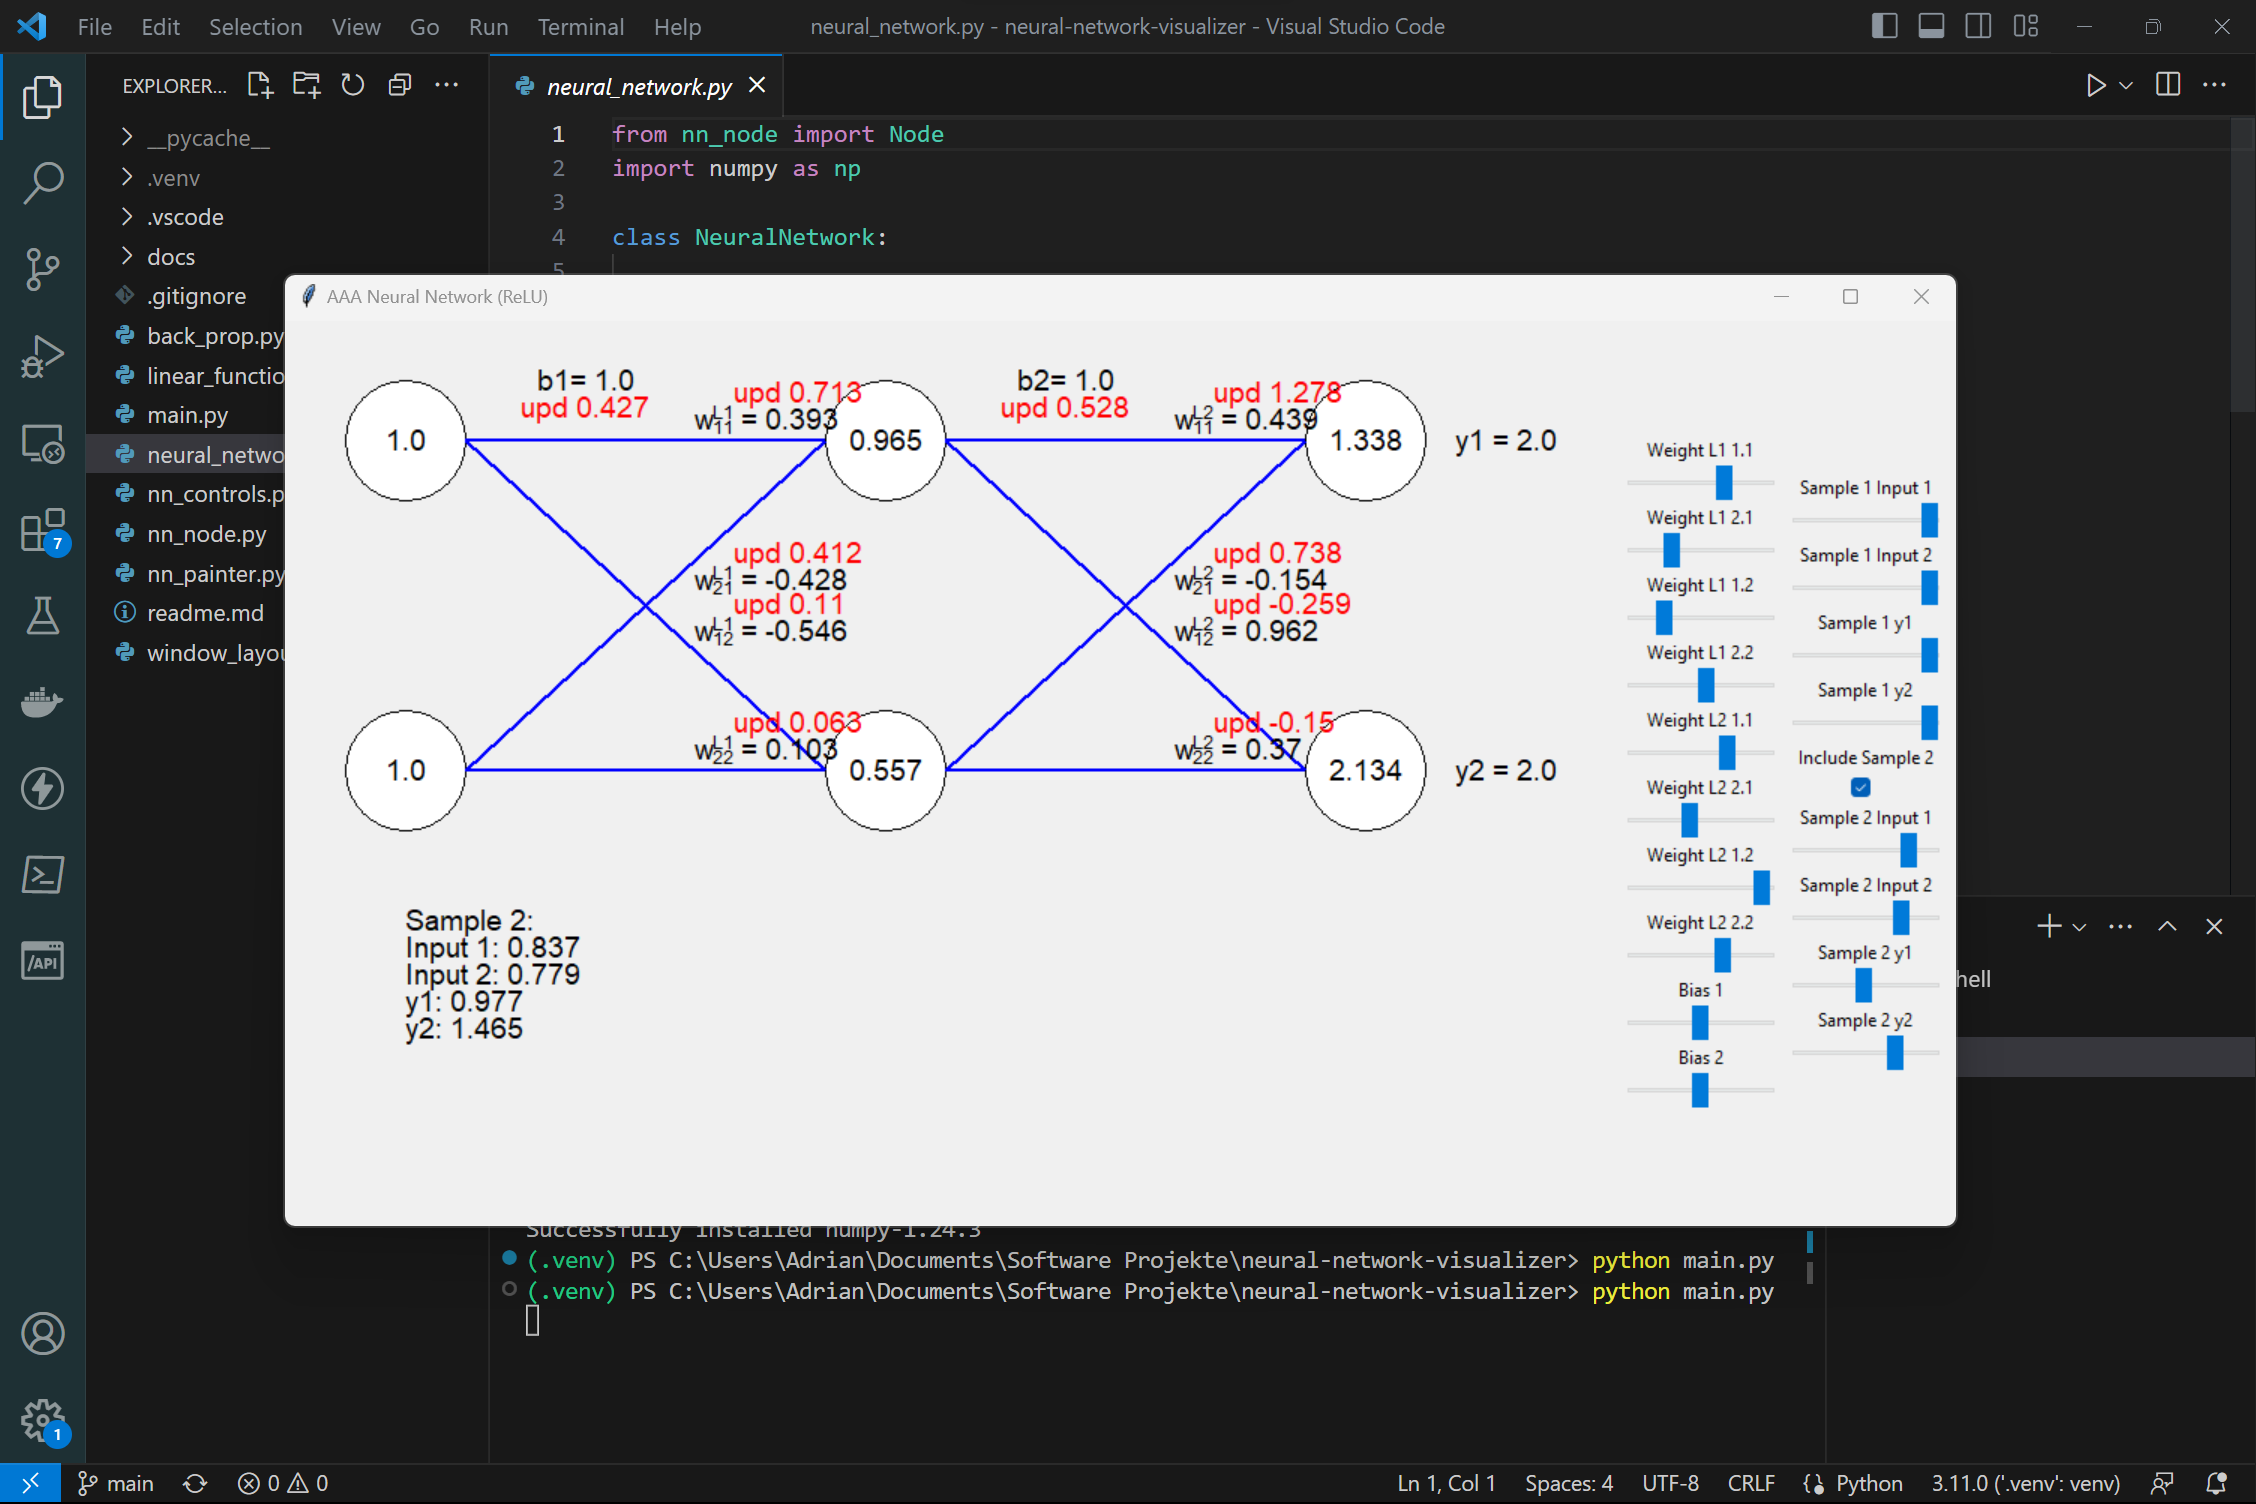 File Edit Selection View Go Run Terminal Help
neural_network.py - neural-network-visualizer - Visual Studio Code
EXPLORER...
neural_network.py
__pycache__
.venv
.vscode
docs
.gitignore
back_prop.py
linear_functio
main.py
neural_netwo
nn_controls.p
nn_node.py
nn_painter.py
readme.md
window_layou
1 from nn_node import Node
2 import numpy as np
3
4 class NeuralNetwork:
5
AAA Neural Network (ReLU)
b1= 1.0
upd 0.427
upd 0.713
w11 L1 = 0.393
b2= 1.0
upd 0.528
upd 1.278
w11 L2 = 0.439
1.0
0.965
1.338
y1 = 2.0
upd 0.412
w21 L1 = -0.428
upd 0.11
w12 L1 = -0.546
upd 0.738
w21 L2 = -0.154
upd -0.259
w12 L2 = 0.962
upd 0.063
w22 L1 = 0.103
upd -0.15
w22 L2 = 0.37
1.0
0.557
2.134
y2 = 2.0
Sample 2:
Input 1: 0.837
Input 2: 0.779
y1: 0.977
y2: 1.465
Weight L1 1.1
Weight L1 2.1
Weight L1 1.2
Weight L1 2.2
Weight L2 1.1
Weight L2 2.1
Weight L2 1.2
Weight L2 2.2
Bias 1
Bias 2
Sample 1 Input 1
Sample 1 Input 2
Sample 1 y1
Sample 1 y2
Include Sample 2
Sample 2 Input 1
Sample 2 Input 2
Sample 2 y1
Sample 2 y2
hell
Successfully installed numpy-1.24.3
(.venv) PS C:\Users\Adrian\Documents\Software Projekte\neural-network-visualizer> python main.py
(.venv) PS C:\Users\Adrian\Documents\Software Projekte\neural-network-visualizer> python main.py
7
/API
1
main 0 0
Ln 1, Col 1 Spaces: 4 UTF-8 CRLF Python 3.11.0 ('.venv': venv)